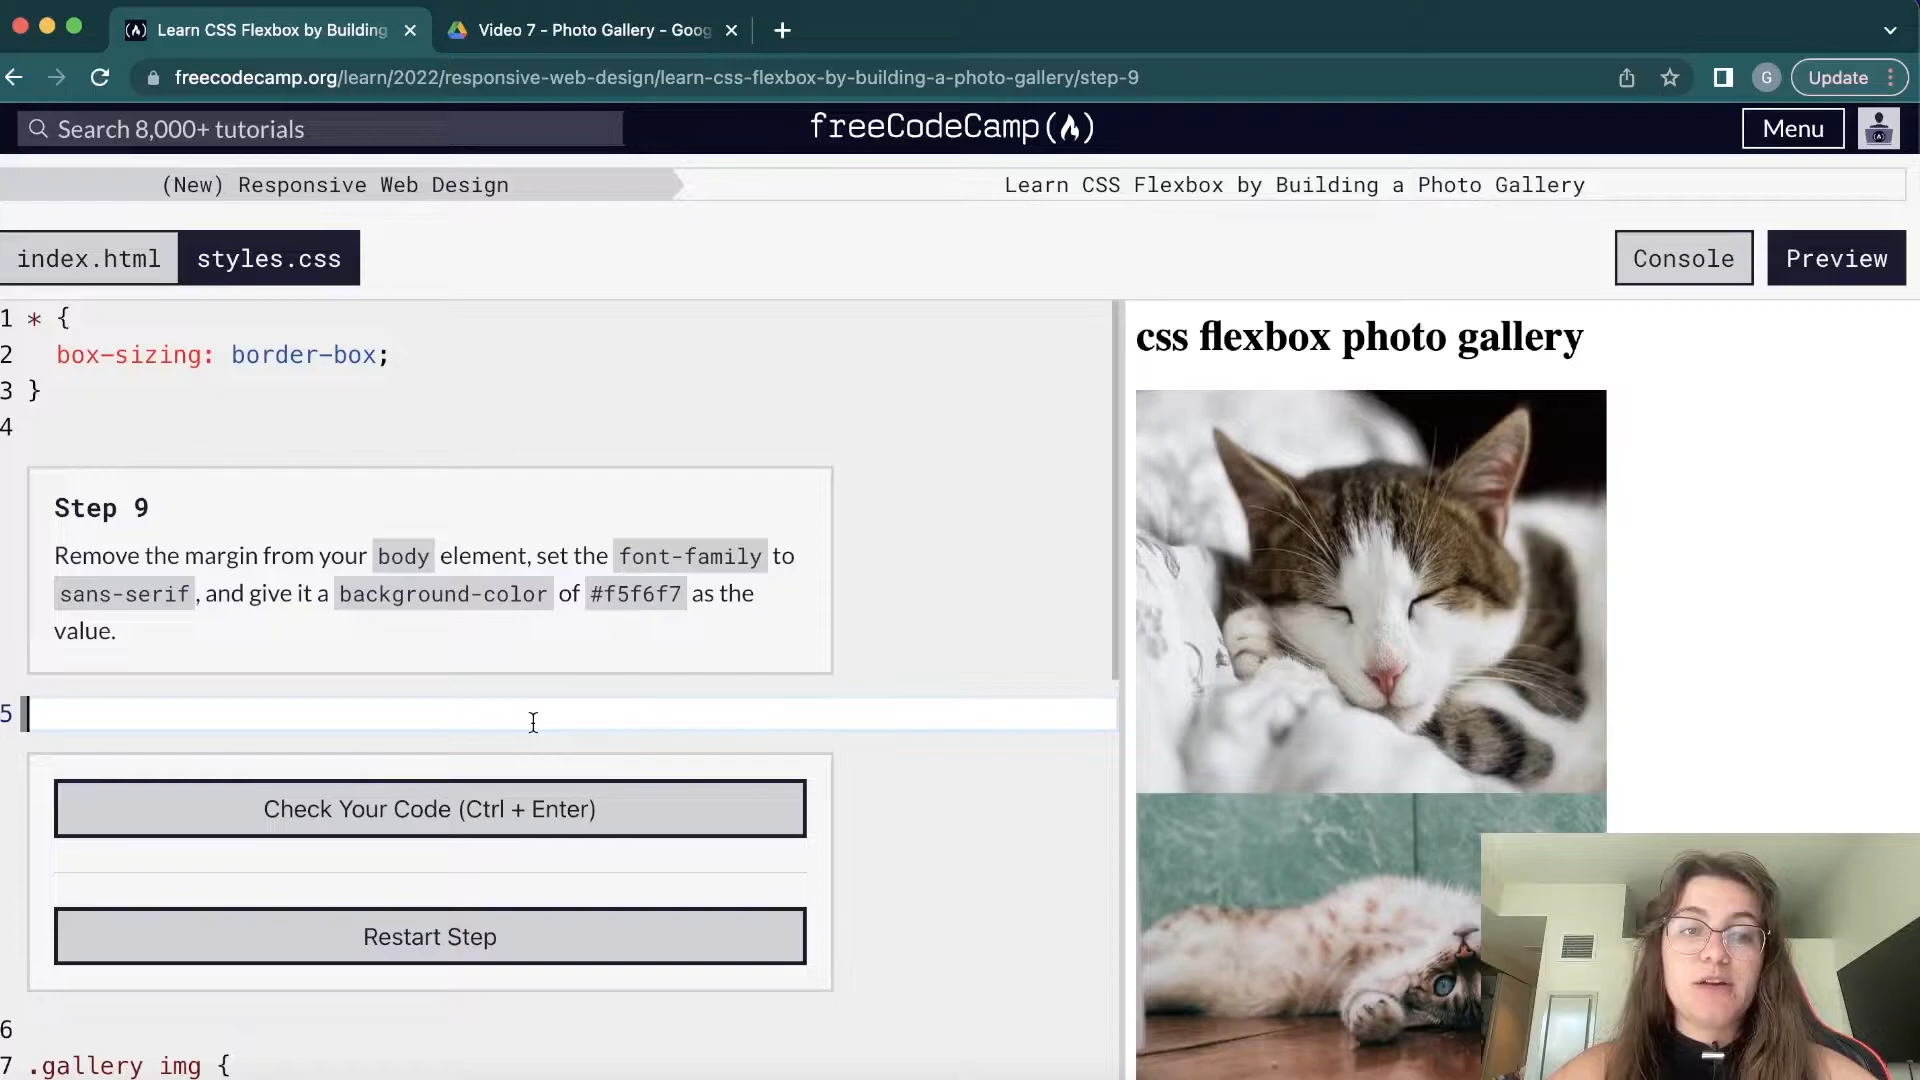 Learn CSS Flexbox by Building
Video 7 - Photo Gallery - Goog
freecodecamp.org/learn/2022/responsive-web-design/learn-css-flexbox-by-building-a-photo-gallery/step-9
G
Update
Search 8,000+ tutorials
freeCodeCamp(🔥)
Menu
(New) Responsive Web Design
Learn CSS Flexbox by Building a Photo Gallery
index.html
styles.css
Console
Preview
1 * {
2 box-sizing: border-box;
3 }
4
Step 9
Remove the margin from your body element, set the font-family to
sans-serif, and give it a background-color of #f5f6f7 as the
value.
5
Check Your Code (Ctrl + Enter)
Restart Step
6
7 .gallery img {
css flexbox photo gallery